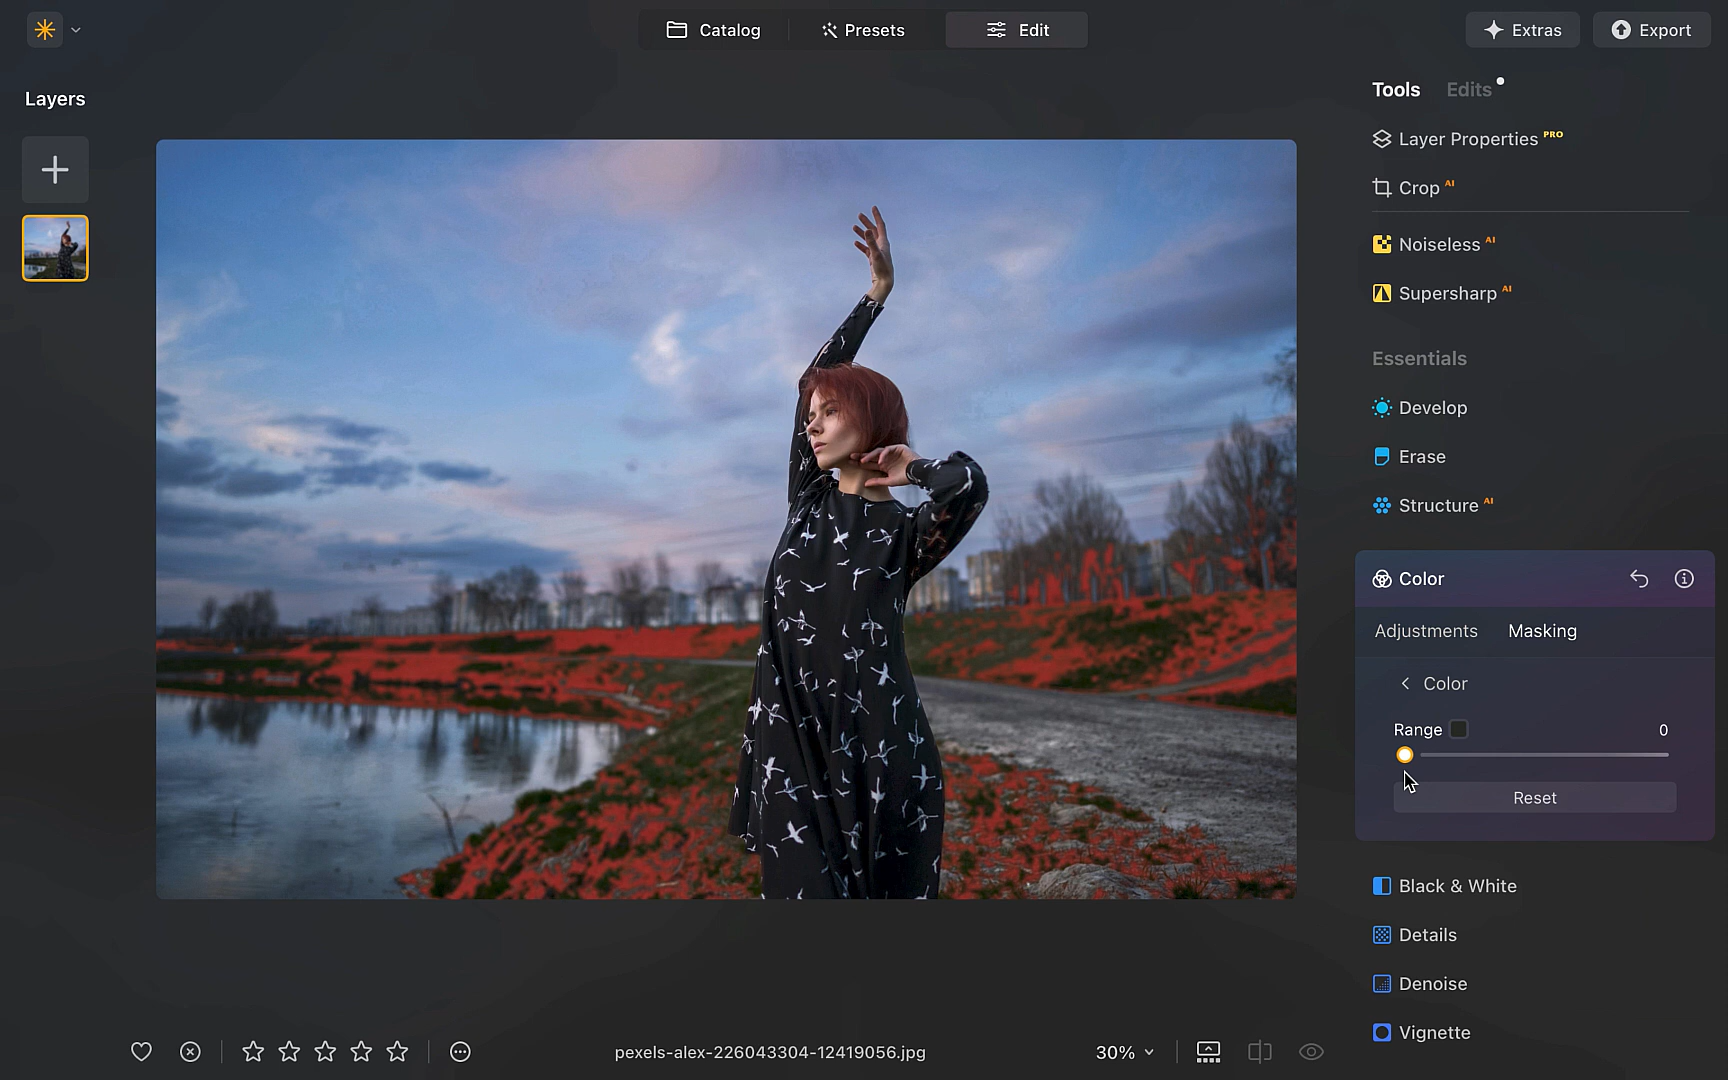 Catalog
Presets
Edit
Extras
Export
Layers
Tools
Edits
Layer Properties PRO
Crop AI
Noiseless AI
Supersharp AI
Essentials
Develop
Erase
Structure AI
Color
Adjustments
Masking
Color
Range
0
Reset
Black & White
Details
Denoise
Vignette
pexels-alex-226043304-12419056.jpg
30%